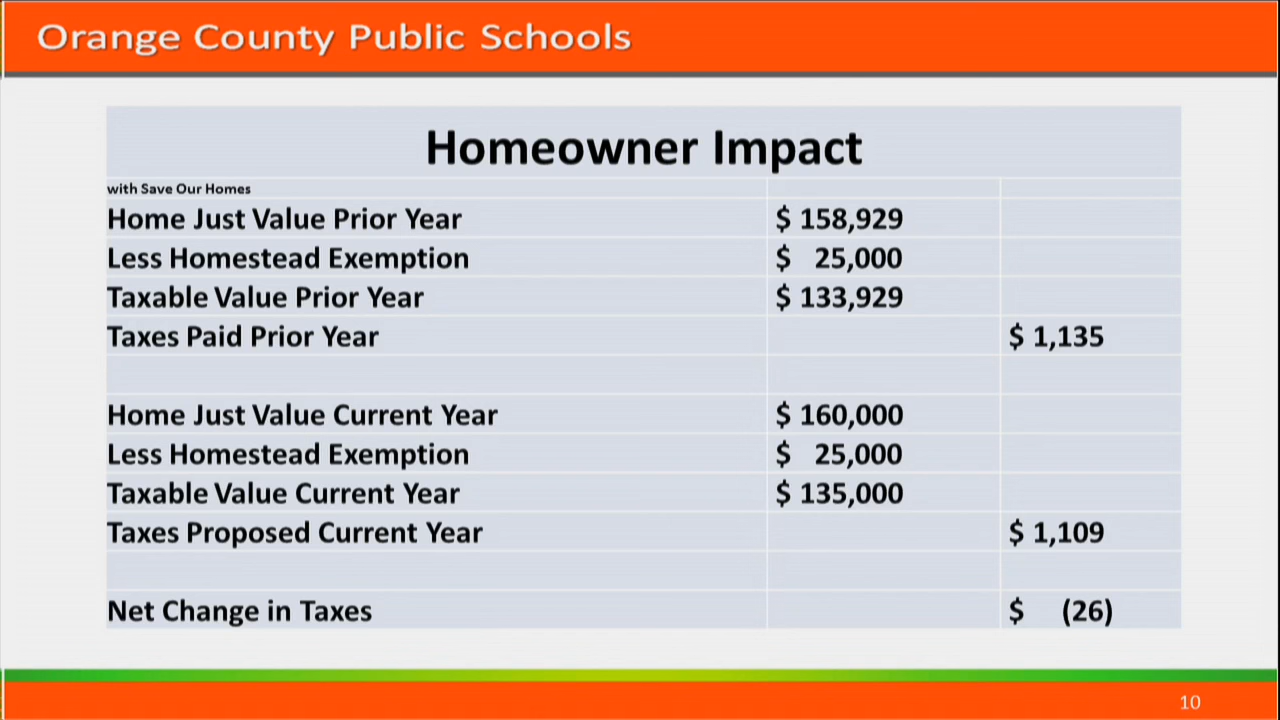 Orange County Public Schools
Homeowner Impact
with Save Our Homes
Home Just Value Prior Year $ 158,929
Less Homestead Exemption $ 25,000
Taxable Value Prior Year $ 133,929
Taxes Paid Prior Year $ 1,135
Home Just Value Current Year $ 160,000
Less Homestead Exemption $ 25,000
Taxable Value Current Year $ 135,000
Taxes Proposed Current Year $ 1,109
Net Change in Taxes $ (26)
10